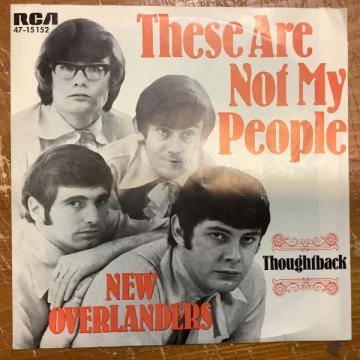 RCA
47-15152
These Are
Not My
People
Thoughtback
NEW
OVERLANDERS